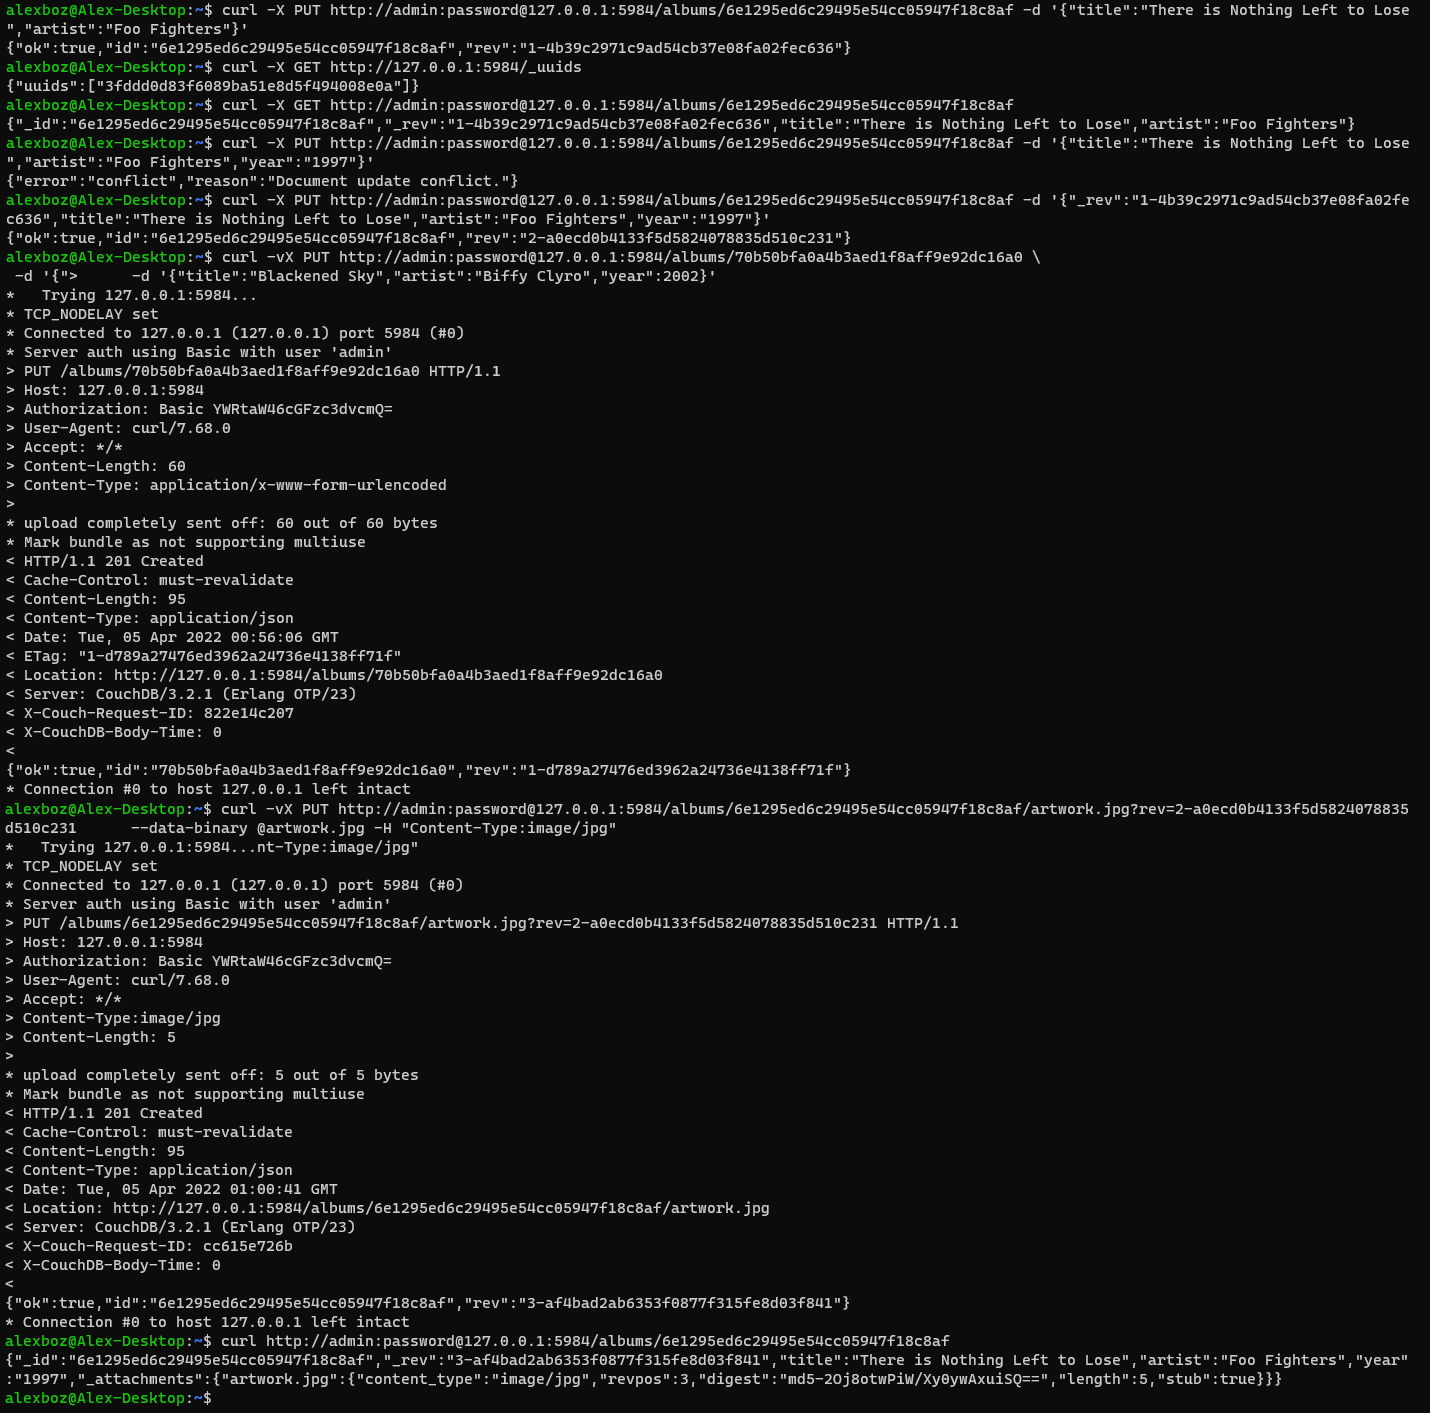 alexboz@Alex-Desktop:~$ curl -X PUT http://admin:password@127.0.0.1:5984/albums/6e1295ed6c29495e54cc05947f18c8af -d '{"title":"There is Nothing Left to Lose
","artist":"Foo Fighters"}'
{"ok":true,"id":"6e1295ed6c29495e54cc05947f18c8af","rev":"1-4b39c2971c9ad54cb37e08fa02fec636"}
alexboz@Alex-Desktop:~$ curl -X GET http://127.0.0.1:5984/_uuids
{"uuids":["3fddd0d83f6089ba51e8d5f494008e0a"]}
alexboz@Alex-Desktop:~$ curl -X GET http://admin:password@127.0.0.1:5984/albums/6e1295ed6c29495e54cc05947f18c8af
{"_id":"6e1295ed6c29495e54cc05947f18c8af","_rev":"1-4b39c2971c9ad54cb37e08fa02fec636","title":"There is Nothing Left to Lose","artist":"Foo Fighters"}
alexboz@Alex-Desktop:~$ curl -X PUT http://admin:password@127.0.0.1:5984/albums/6e1295ed6c29495e54cc05947f18c8af -d '{"title":"There is Nothing Left to Lose
","artist":"Foo Fighters","year":"1997"}'
{"error":"conflict","reason":"Document update conflict."}
alexboz@Alex-Desktop:~$ curl -X PUT http://admin:password@127.0.0.1:5984/albums/6e1295ed6c29495e54cc05947f18c8af -d '{"_rev":"1-4b39c2971c9ad54cb37e08fa02fe
c636","title":"There is Nothing Left to Lose","artist":"Foo Fighters","year":"1997"}'
{"ok":true,"id":"6e1295ed6c29495e54cc05947f18c8af","rev":"2-a0ecd0b4133f5d5824078835d510c231"}
alexboz@Alex-Desktop:~$ curl -vX PUT http://admin:password@127.0.0.1:5984/albums/70b50bfa0a4b3aed1f8aff9e92dc16a0 \
 -d '{">      -d '{"title":"Blackened Sky","artist":"Biffy Clyro","year":2002}'
*   Trying 127.0.0.1:5984...
* TCP_NODELAY set
* Connected to 127.0.0.1 (127.0.0.1) port 5984 (#0)
* Server auth using Basic with user 'admin'
> PUT /albums/70b50bfa0a4b3aed1f8aff9e92dc16a0 HTTP/1.1
> Host: 127.0.0.1:5984
> Authorization: Basic YWRtaW46cGFzc3dvcmQ=
> User-Agent: curl/7.68.0
> Accept: */*
> Content-Length: 60
> Content-Type: application/x-www-form-urlencoded
>
* upload completely sent off: 60 out of 60 bytes
* Mark bundle as not supporting multiuse
< HTTP/1.1 201 Created
< Cache-Control: must-revalidate
< Content-Length: 95
< Content-Type: application/json
< Date: Tue, 05 Apr 2022 00:56:06 GMT
< ETag: "1-d789a27476ed3962a24736e4138ff71f"
< Location: http://127.0.0.1:5984/albums/70b50bfa0a4b3aed1f8aff9e92dc16a0
< Server: CouchDB/3.2.1 (Erlang OTP/23)
< X-Couch-Request-ID: 822e14c207
< X-CouchDB-Body-Time: 0
<
{"ok":true,"id":"70b50bfa0a4b3aed1f8aff9e92dc16a0","rev":"1-d789a27476ed3962a24736e4138ff71f"}
* Connection #0 to host 127.0.0.1 left intact
alexboz@Alex-Desktop:~$ curl -vX PUT http://admin:password@127.0.0.1:5984/albums/6e1295ed6c29495e54cc05947f18c8af/artwork.jpg?rev=2-a0ecd0b4133f5d5824078835
d510c231      --data-binary @artwork.jpg -H "Content-Type:image/jpg"
*   Trying 127.0.0.1:5984...nt-Type:image/jpg"
* TCP_NODELAY set
* Connected to 127.0.0.1 (127.0.0.1) port 5984 (#0)
* Server auth using Basic with user 'admin'
> PUT /albums/6e1295ed6c29495e54cc05947f18c8af/artwork.jpg?rev=2-a0ecd0b4133f5d5824078835d510c231 HTTP/1.1
> Host: 127.0.0.1:5984
> Authorization: Basic YWRtaW46cGFzc3dvcmQ=
> User-Agent: curl/7.68.0
> Accept: */*
> Content-Type:image/jpg
> Content-Length: 5
>
* upload completely sent off: 5 out of 5 bytes
* Mark bundle as not supporting multiuse
< HTTP/1.1 201 Created
< Cache-Control: must-revalidate
< Content-Length: 95
< Content-Type: application/json
< Date: Tue, 05 Apr 2022 01:00:41 GMT
< Location: http://127.0.0.1:5984/albums/6e1295ed6c29495e54cc05947f18c8af/artwork.jpg
< Server: CouchDB/3.2.1 (Erlang OTP/23)
< X-Couch-Request-ID: cc615e726b
< X-CouchDB-Body-Time: 0
<
{"ok":true,"id":"6e1295ed6c29495e54cc05947f18c8af","rev":"3-af4bad2ab6353f0877f315fe8d03f841"}
* Connection #0 to host 127.0.0.1 left intact
alexboz@Alex-Desktop:~$ curl http://admin:password@127.0.0.1:5984/albums/6e1295ed6c29495e54cc05947f18c8af
{"_id":"6e1295ed6c29495e54cc05947f18c8af","_rev":"3-af4bad2ab6353f0877f315fe8d03f841","title":"There is Nothing Left to Lose","artist":"Foo Fighters","year"
:"1997","_attachments":{"artwork.jpg":{"content_type":"image/jpg","revpos":3,"digest":"md5-2Oj8otwPiW/Xy0ywAxuiSQ==","length":5,"stub":true}}}
alexboz@Alex-Desktop:~$